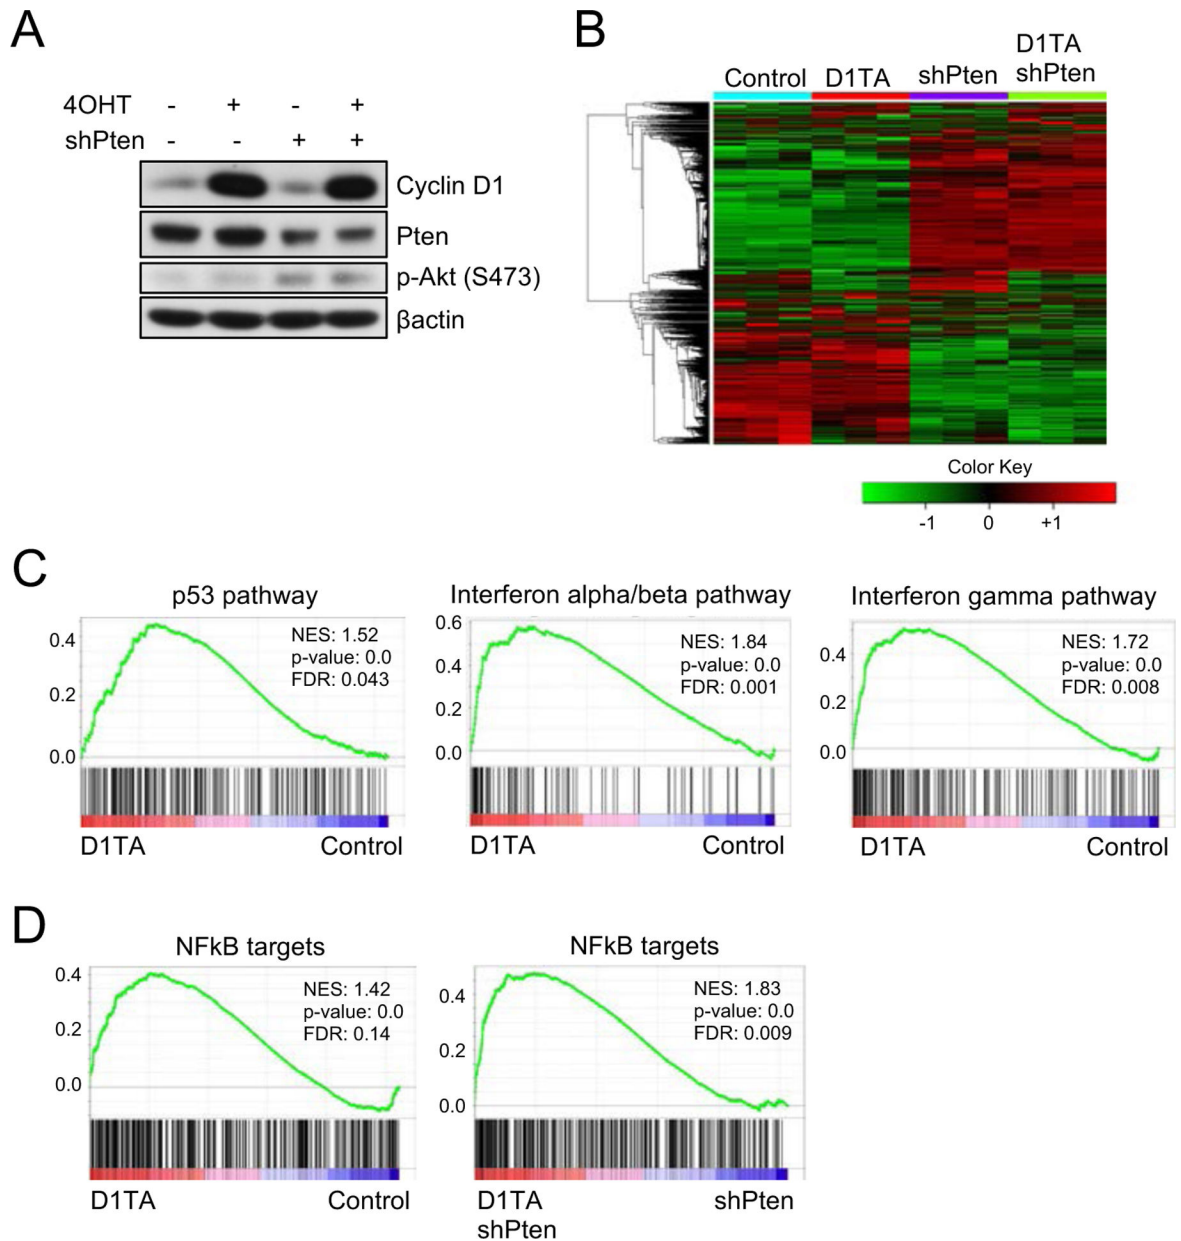 A
4OHT - + - +
shPten - - + +
Cyclin D1
Pten
p-Akt (S473)
βactin
B
Control D1TA shPten D1TA
shPten
Color Key
-1 0 +1
C
p53 pathway
NES: 1.52
p-value: 0.0
FDR: 0.043
0.4
0.2
0.0
D1TA Control
Interferon alpha/beta pathway
NES: 1.84
p-value: 0.0
FDR: 0.001
0.6
0.4
0.2
0.0
D1TA Control
Interferon gamma pathway
NES: 1.72
p-value: 0.0
FDR: 0.008
0.4
0.2
0.0
D1TA Control
D
NFkB targets
NES: 1.42
p-value: 0.0
FDR: 0.14
0.4
0.2
0.0
D1TA Control
NFkB targets
NES: 1.83
p-value: 0.0
FDR: 0.009
0.4
0.2
0.0
D1TA shPten
shPten